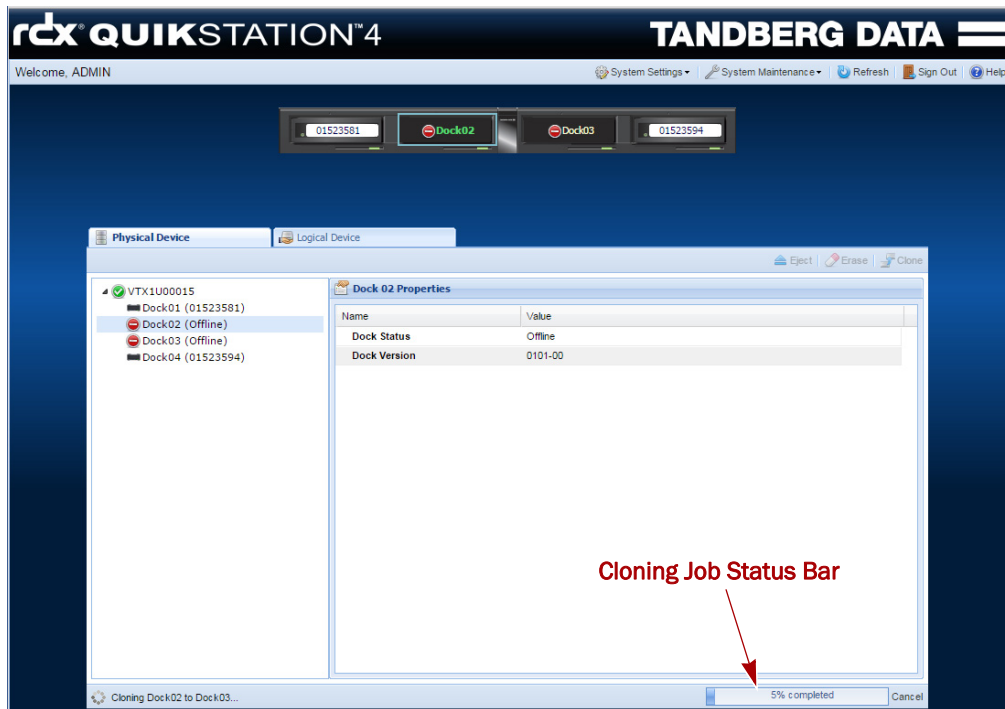 rdx® QUIKSTATION™4
TANDBERG DATA
Welcome, ADMIN
System Settings
System Maintenance
Refresh
Sign Out
Help
01523581
Dock02
Dock03
01523594
Physical Device
Logical Device
Eject
Erase
Clone
VTX1U00015
Dock01 (01523581)
Dock02 (Offline)
Dock03 (Offline)
Dock04 (01523594)
Dock 02 Properties
Name Value
Dock Status Offline
Dock Version 0101-00
Cloning Job Status Bar
Cloning Dock02 to Dock03...
5% completed
Cancel